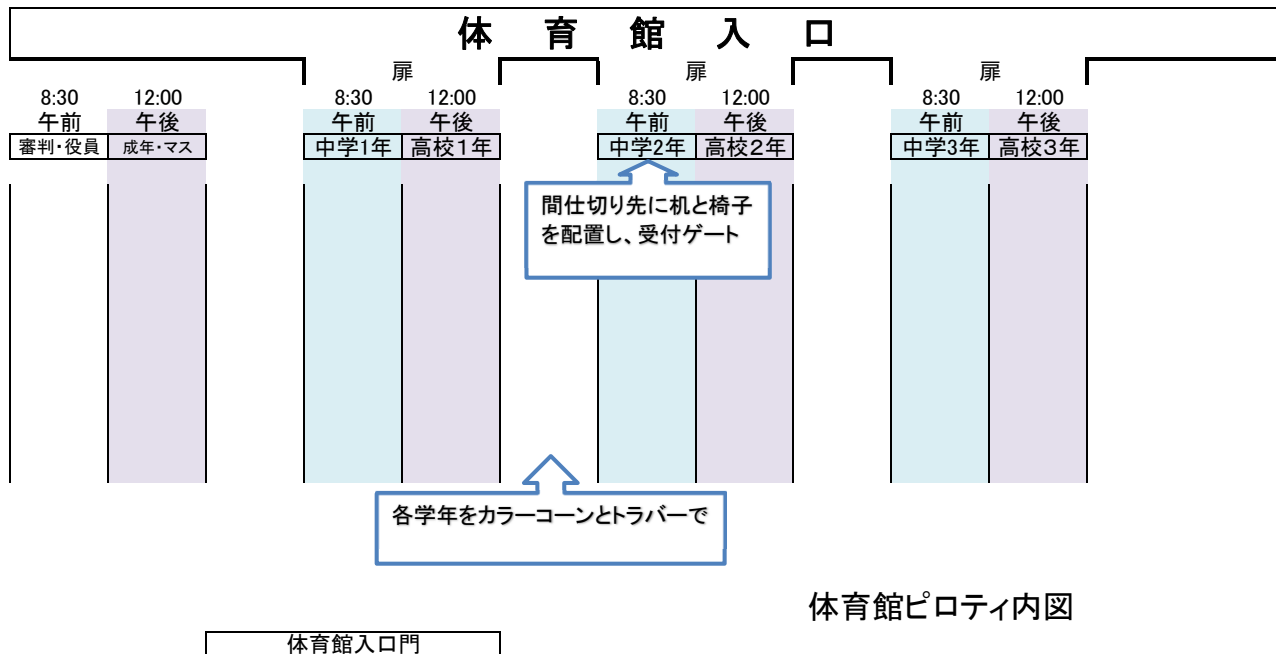 体育館入口
扉 扉 扉
8:30 12:00 8:30 12:00 8:30 12:00 8:30 12:00
午前 午後 午前 午後 午前 午後 午前 午後
審判・役員 成年・マス 中学1年 高校１年 中学2年 高校２年 中学3年 高校３年
間仕切り先に机と椅子
を配置し、受付ゲート
各学年をカラーコーンとトラバーで
体育館ピロティ内図
体育館入口門